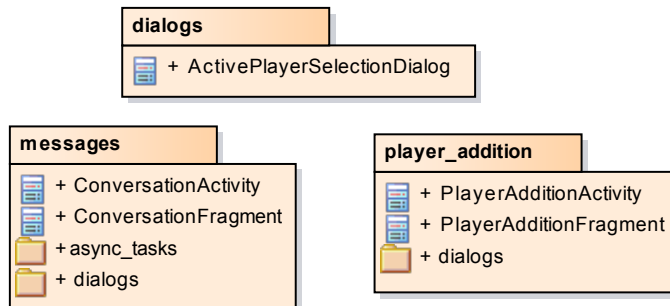 dialogs
+ ActivePlayerSelectionDialog
messages
+ ConversationActivity
+ ConversationFragment
+async_tasks
+ dialogs
player_addition
+ PlayerAdditionActivity
+ PlayerAdditionFragment
+ dialogs